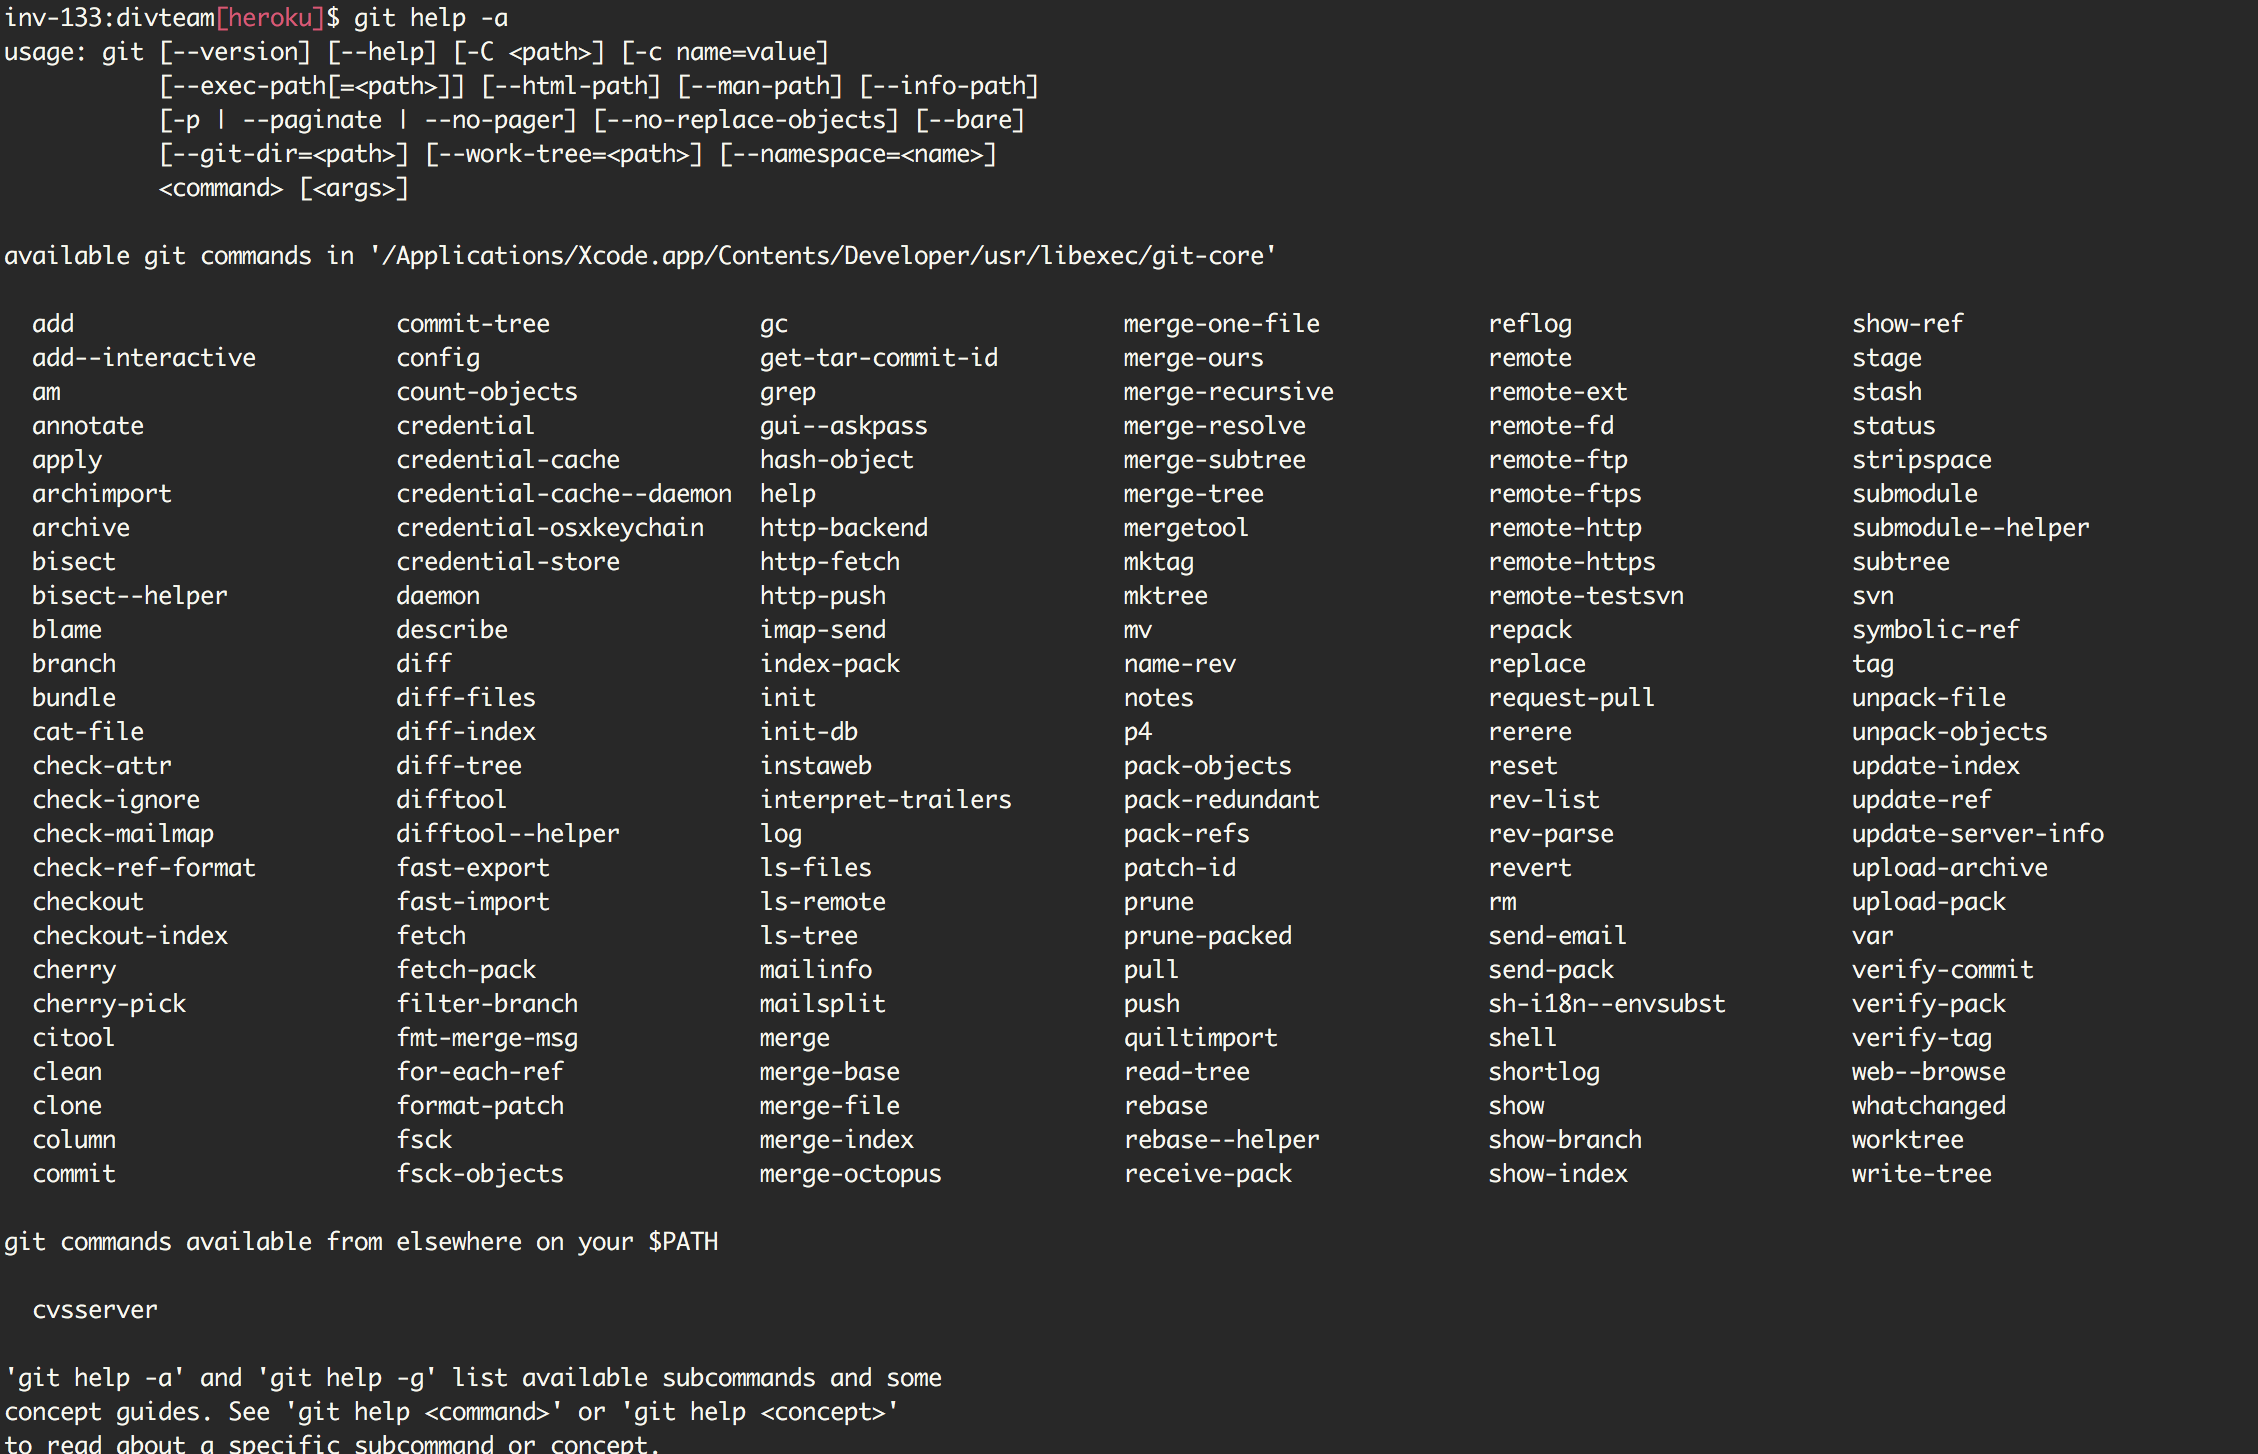 inv-133:divteam[heroku]$ git help -a
usage: git [--version] [--help] [-C <path>] [-c name=value]
           [--exec-path[=<path>]] [--html-path] [--man-path] [--info-path]
           [-p | --paginate | --no-pager] [--no-replace-objects] [--bare]
           [--git-dir=<path>] [--work-tree=<path>] [--namespace=<name>]
           <command> [<args>]

available git commands in '/Applications/Xcode.app/Contents/Developer/usr/libexec/git-core'

  add                       commit-tree               gc                        merge-one-file            reflog                    show-ref
  add--interactive          config                    get-tar-commit-id         merge-ours                remote                    stage
  am                        count-objects             grep                      merge-recursive           remote-ext                stash
  annotate                  credential                gui--askpass              merge-resolve             remote-fd                 status
  apply                     credential-cache          hash-object               merge-subtree             remote-ftp                stripspace
  archimport                credential-cache--daemon  help                      merge-tree                remote-ftps               submodule
  archive                   credential-osxkeychain    http-backend              mergetool                 remote-http               submodule--helper
  bisect                    credential-store          http-fetch                mktag                     remote-https              subtree
  bisect--helper            daemon                    http-push                 mktree                    remote-testsvn            svn
  blame                     describe                  imap-send                 mv                        repack                    symbolic-ref
  branch                    diff                      index-pack                name-rev                  replace                   tag
  bundle                    diff-files                init                      notes                     request-pull              unpack-file
  cat-file                  diff-index                init-db                   p4                        rerere                    unpack-objects
  check-attr                diff-tree                 instaweb                  pack-objects              reset                     update-index
  check-ignore              difftool                  interpret-trailers        pack-redundant            rev-list                  update-ref
  check-mailmap             difftool--helper          log                       pack-refs                 rev-parse                 update-server-info
  check-ref-format          fast-export               ls-files                  patch-id                  revert                    upload-archive
  checkout                  fast-import               ls-remote                 prune                     rm                        upload-pack
  checkout-index            fetch                     ls-tree                   prune-packed              send-email                var
  cherry                    fetch-pack                mailinfo                  pull                      send-pack                 verify-commit
  cherry-pick               filter-branch             mailsplit                 push                      sh-i18n--envsubst         verify-pack
  citool                    fmt-merge-msg             merge                     quiltimport               shell                     verify-tag
  clean                     for-each-ref              merge-base                read-tree                 shortlog                  web--browse
  clone                     format-patch              merge-file                rebase                    show                      whatchanged
  column                    fsck                      merge-index               rebase--helper            show-branch               worktree
  commit                    fsck-objects              merge-octopus             receive-pack              show-index                write-tree

git commands available from elsewhere on your $PATH

  cvsserver

'git help -a' and 'git help -g' list available subcommands and some
concept guides. See 'git help <command>' or 'git help <concept>'
to read about a specific subcommand or concept.